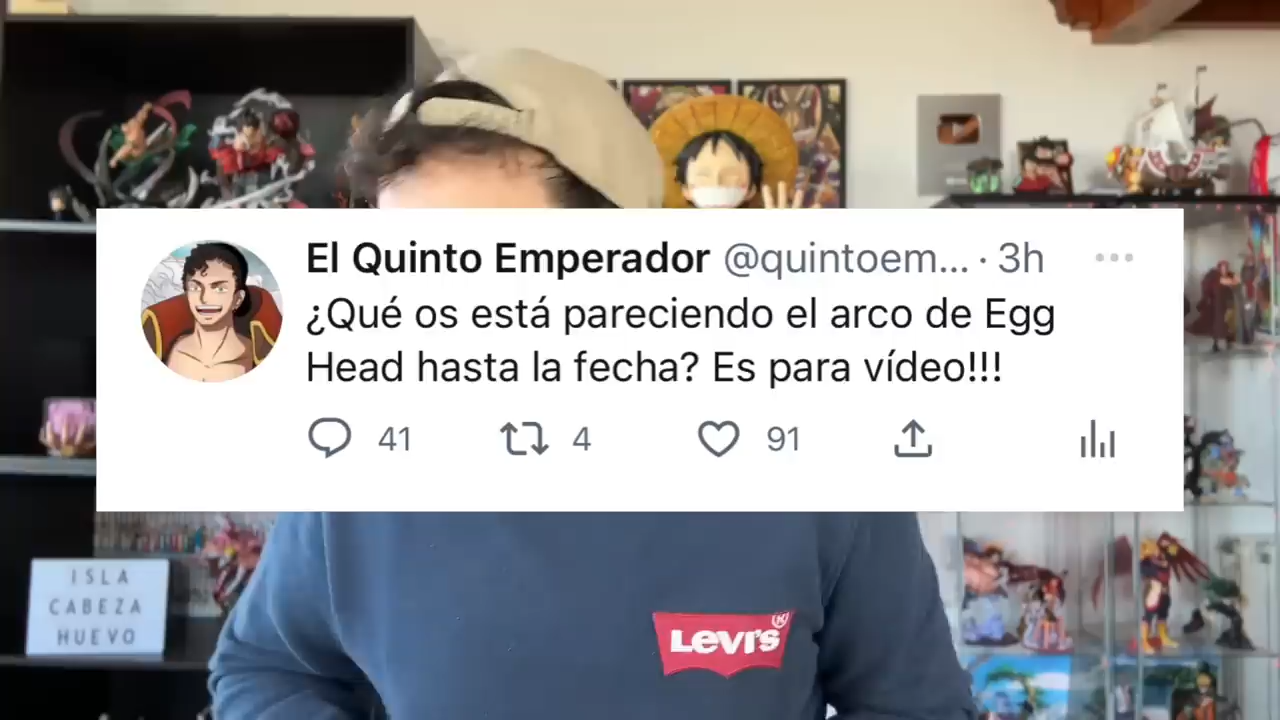 El Quinto Emperador @quintoem... · 3h
¿Qué os está pareciendo el arco de Egg
Head hasta la fecha? Es para vídeo!!!
41 4 91
ISLA
CABEZA
HUEVO
Levi's